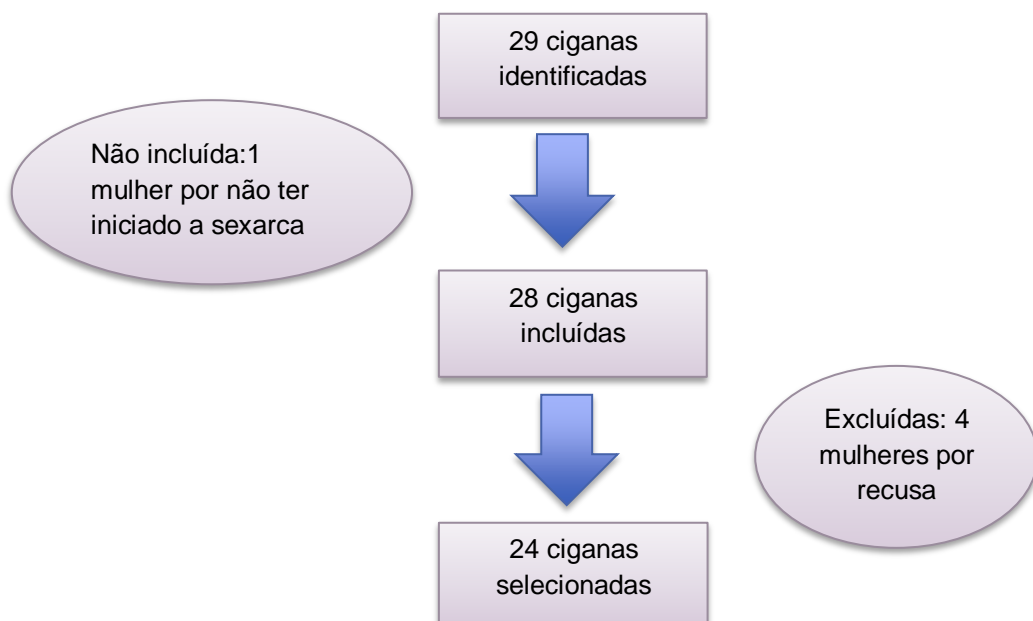 29 ciganas
identificadas
Não incluída:1
mulher por não ter
iniciado a sexarca
28 ciganas
incluídas
Excluídas: 4
mulheres por
recusa
24 ciganas
selecionadas